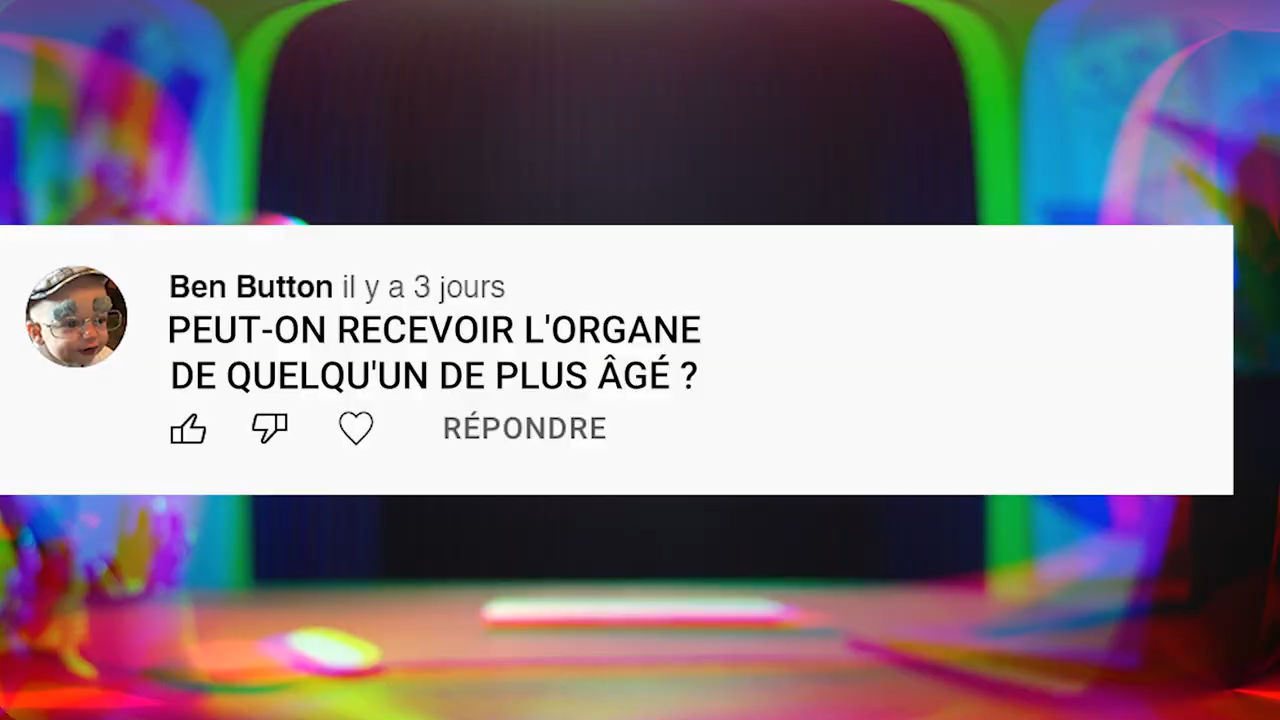 Ben Button il y a 3 jours
PEUT-ON RECEVOIR L'ORGANE
DE QUELQU'UN DE PLUS ÂGÉ ?
RÉPONDRE